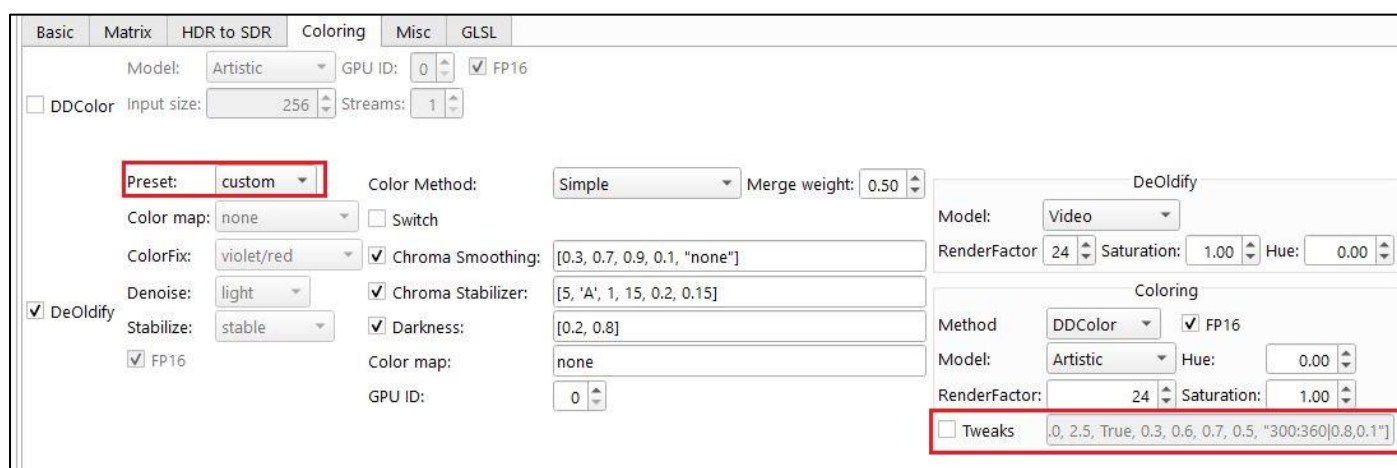 Basic Matrix HDR to SDR Coloring Misc GLSL
Model: Artistic GPU ID: 0 FP16
DDColor Input size: 256 Streams: 1
Preset: custom Color Method: Simple Merge weight: 0.50 DeOldify
Color map: none Switch Model: Video
ColorFix: violet/red Chroma Smoothing: [0.3, 0.7, 0.9, 0.1, "none"] RenderFactor 24 Saturation: 1.00 Hue: 0.00
Denoise: light Chroma Stabilizer: [5, 'A', 1, 15, 0.2, 0.15] Coloring
DeOldify Stabilize: stable Darkness: [0.2, 0.8] Method DDColor FP16
FP16 Color map: none Model: Artistic Hue: 0.00
GPU ID: 0 RenderFactor: 24 Saturation: 1.00
Tweaks .0, 2.5, True, 0.3, 0.6, 0.7, 0.5, "300:360|0.8,0.1"]